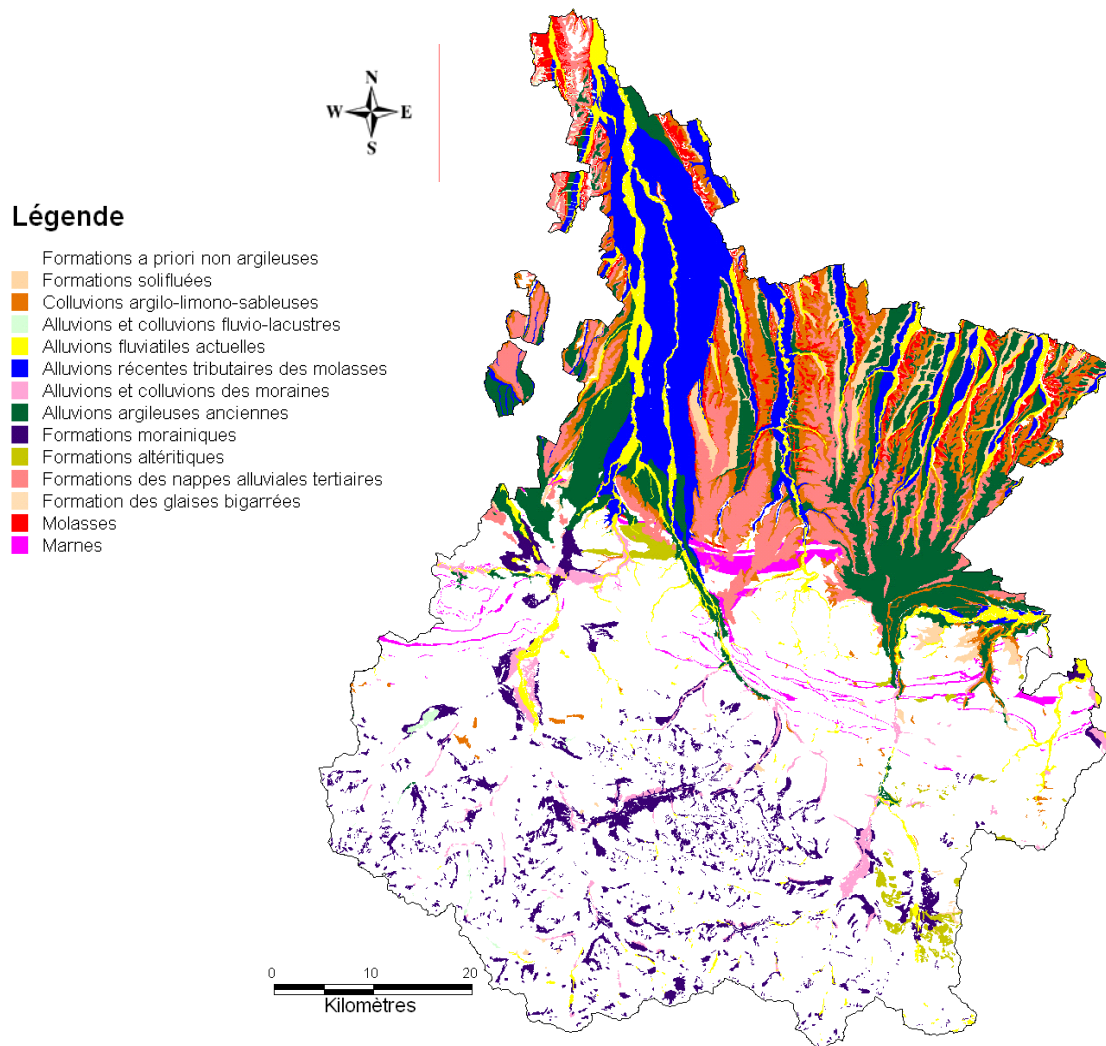 N
W E
S
Légende
Formations a priori non argileuses
Formations solifluées
Colluvions argilo-limono-sableuses
Alluvions et colluvions fluvio-lacustres
Alluvions fluviatiles actuelles
Alluvions récentes tributaires des molasses
Alluvions et colluvions des moraines
Alluvions argileuses anciennes
Formations morainiques
Formations altéritiques
Formations des nappes alluviales tertiaires
Formation des glaises bigarrées
Molasses
Marnes
0 10 20
Kilomètres